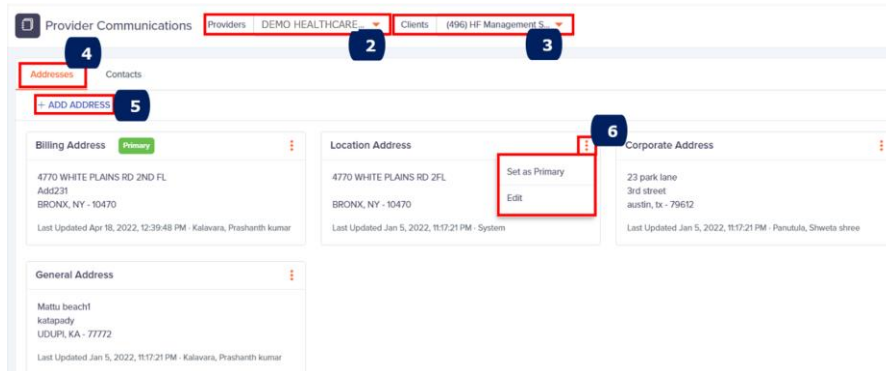 Provider Communications Providers DEMO HEALTHCARE... Clients (496) HF Management S...
2 3
4
Addresses Contacts
+ ADD ADDRESS 5
6
Billing Address Primary
4770 WHITE PLAINS RD 2ND FL
Add231
BRONX, NY - 10470
Last Updated Apr 18, 2022, 12:39:48 PM - Kalavara, Prashanth kumar
Location Address
4770 WHITE PLAINS RD 2FL
BRONX, NY - 10470
Last Updated Jan 5, 2022, 11:17:21 PM - System
Set as Primary
Edit
Corporate Address
23 park lane
3rd street
austin, tx - 79612
Last Updated Jan 5, 2022, 11:17:21 PM - Panutula, Shweta shree
General Address
Mattu beach1
katapady
UDUPI, KA - 77772
Last Updated Jan 5, 2022, 11:17:21 PM - Kalavara, Prashanth kumar